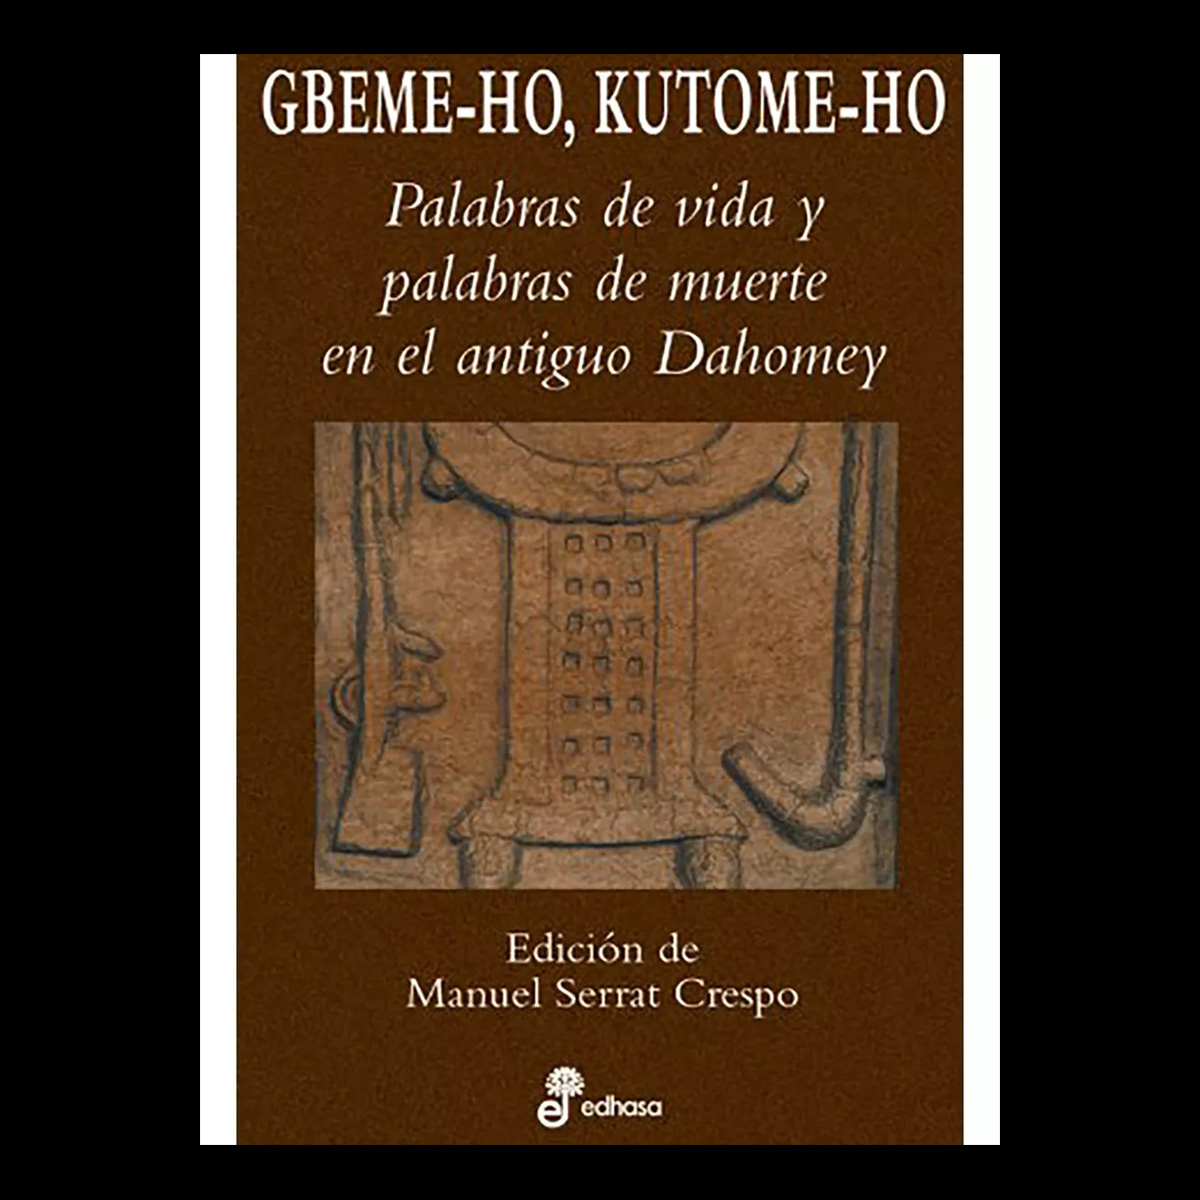 GBEME-HO, KUTOME-HO
Palabras de vida y
palabras de muerte
en el antiguo Dahomey
Edición de
Manuel Serrat Crespo
edhasa